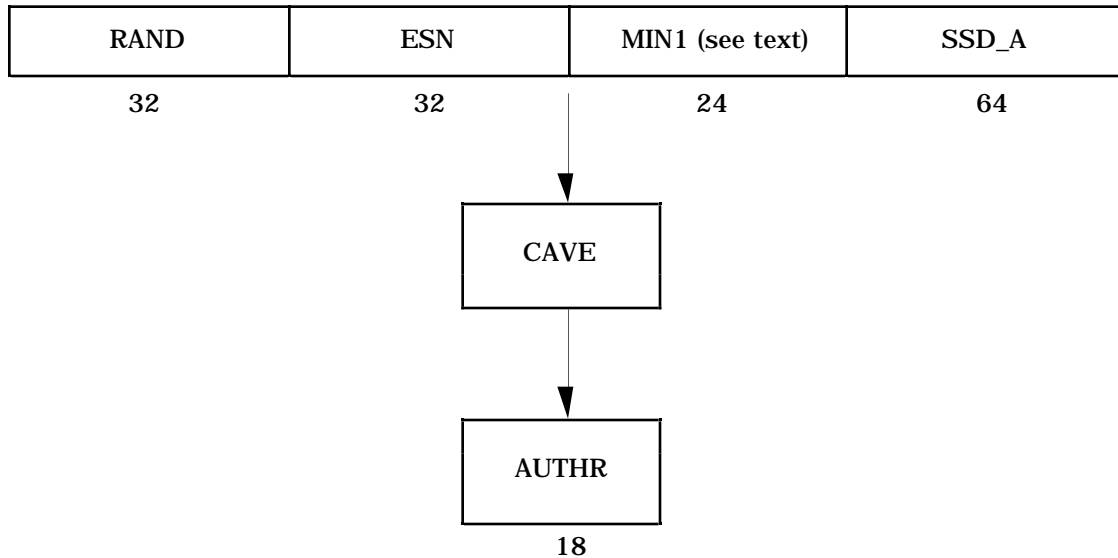 RAND ESN MIN1 (see text) SSD_A
32 32 24 64
CAVE
AUTHR
18